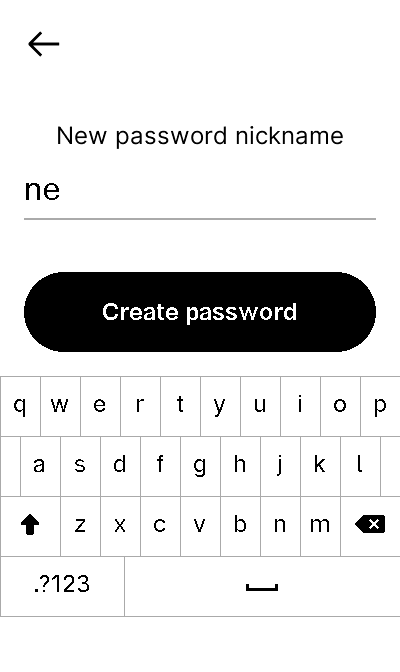 New password nickname
ne
Create password
q w e r t y u i o p
a s d f g h j k l
z x c v b n m
.?123